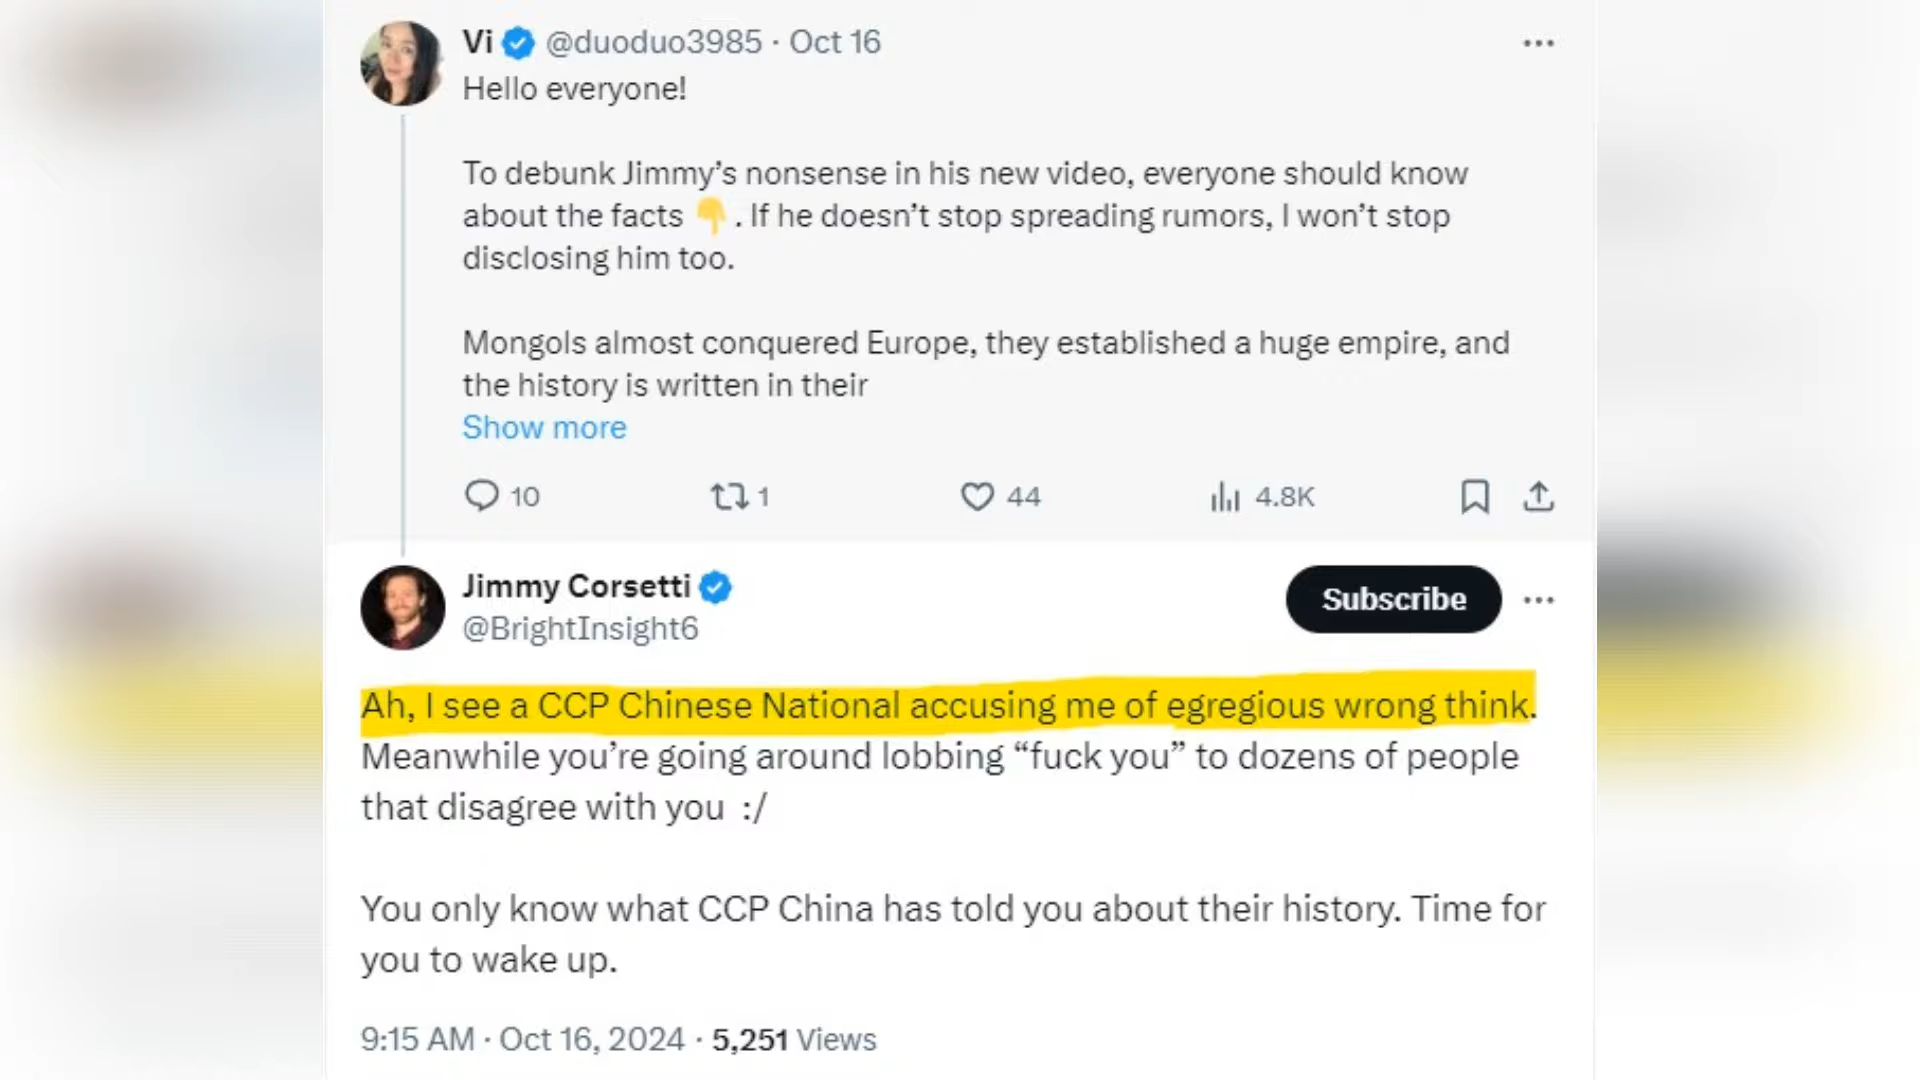 Vi @duoduo3985 · Oct 16
Hello everyone!
To debunk Jimmy’s nonsense in his new video, everyone should know
about the facts 👇. If he doesn’t stop spreading rumors, I won’t stop
disclosing him too.
Mongols almost conquered Europe, they established a huge empire, and
the history is written in their
Show more
10 1 44 4.8K
Jimmy Corsetti
@BrightInsight6
Subscribe
Ah, I see a CCP Chinese National accusing me of egregious wrong think.
Meanwhile you’re going around lobbing “fuck you” to dozens of people
that disagree with you :/
You only know what CCP China has told you about their history. Time for
you to wake up.
9:15 AM · Oct 16, 2024 · 5,251 Views